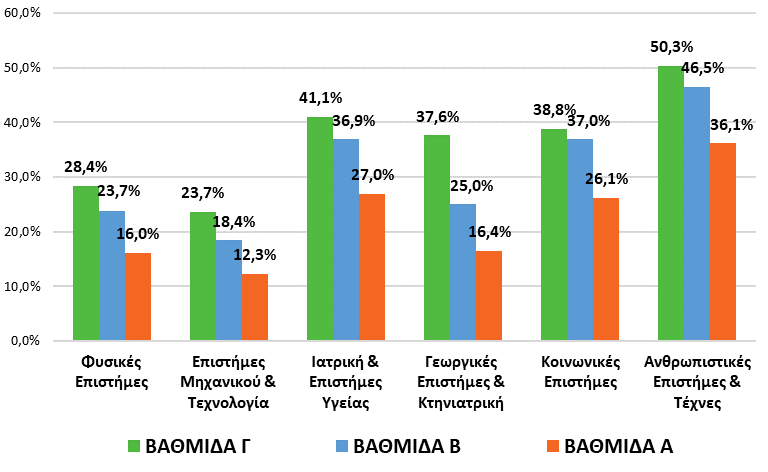 60,0%
50,0%
40,0%
30,0%
20,0%
10,0%
0,0%
28,4%
23,7%
16,0%
23,7%
18,4%
12,3%
41,1%
36,9%
27,0%
37,6%
25,0%
16,4%
38,8%
37,0%
26,1%
50,3%
46,5%
36,1%
Φυσικές
Επιστήμες
Επιστήμες
Μηχανικού &
Τεχνολογία
Ιατρική &
Επιστήμες
Υγείας
Γεωργικές
Επιστήμες &
Κτηνιατρική
Κοινωνικές
Επιστήμες
Ανθρωπιστικές
Επιστήμες &
Τέχνες
ΒΑΘΜΙΔΑ Γ
ΒΑΘΜΙΔΑ Β
ΒΑΘΜΙΔΑ Α